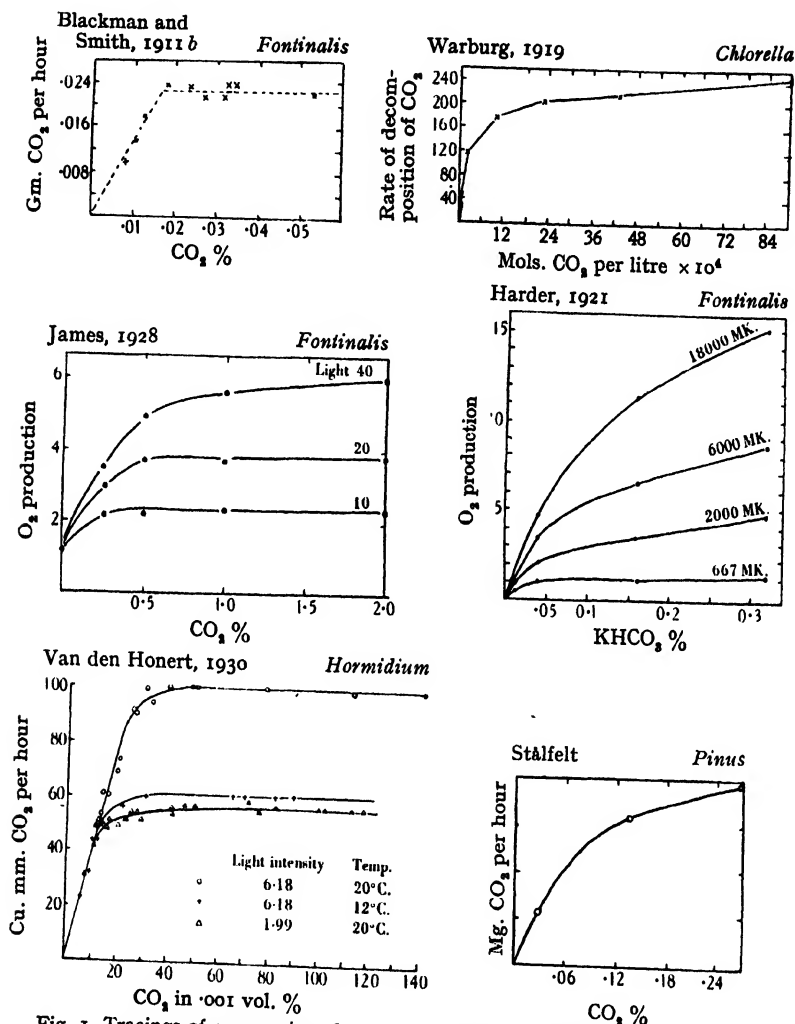 Blackman and
Smith, 1911 b Fontinalis
Gm. CO₂ per hour
·024
·016
·008
·01 ·02 ·03 ·04 ·05
CO₂ %
Warburg, 1919 Chlorella
Rate of decom-
position of CO₂
240
200
160
120
80
40
12 24 36 48 60 72 84
Mols. CO₂ per litre × 10⁴
James, 1928 Fontinalis
O₂ production
6
4
2
Light 40
20
10
0·5 1·0 1·5 2·0
CO₂ %
Harder, 1921 Fontinalis
O₂ production
15
5
18000 MK.
6000 MK.
2000 MK.
667 MK.
·05 0·1 0·2 0·3
KHCO₃ %
Van den Honert, 1930 Hormidium
Cu. mm. CO₂ per hour
100
80
60
40
20
Light intensity Temp.
6·18 20°C.
6·18 12°C.
1·99 20°C.
20 40 60 80 100 120 140
CO₂ in ·001 vol. %
Stålfelt Pinus
Mg. CO₂ per hour
·06 ·12 ·18 ·24
CO₂ %
Fig. 1. Tracings of